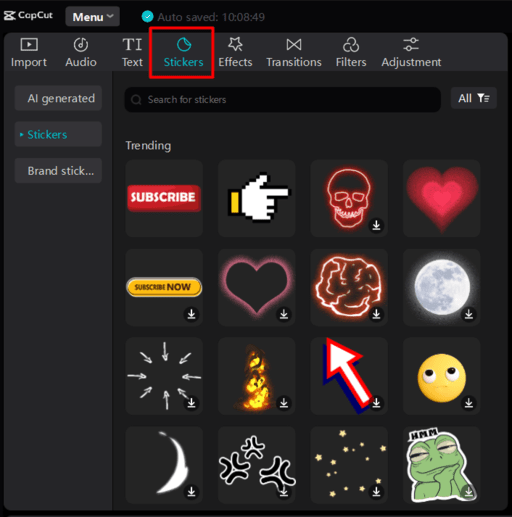 CapCut Menu Auto saved: 10:08:49
Import Audio TI Text Stickers Effects Transitions Filters Adjustment
AI generated
Search for stickers All
Stickers
Trending
Brand stick...
SUBSCRIBE
SUBSCRIBE NOW
HMM